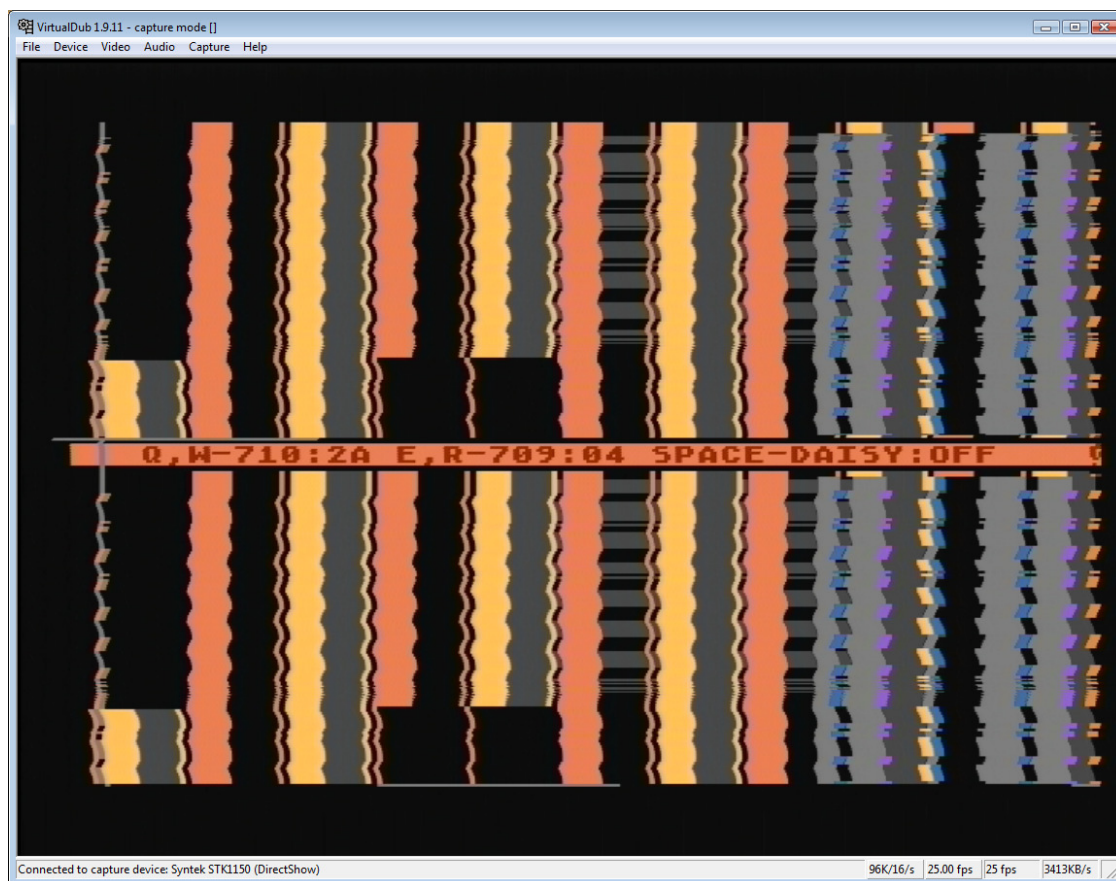 VirtualDub 1.9.11 - capture mode []
File Device Video Audio Capture Help
Q,W-710:2A E,R-709:04 SPACE-DAISY:OFF
Connected to capture device: Syntek STK1150 (DirectShow) 96K/16/s 25.00 fps 25 fps 3413KB/s